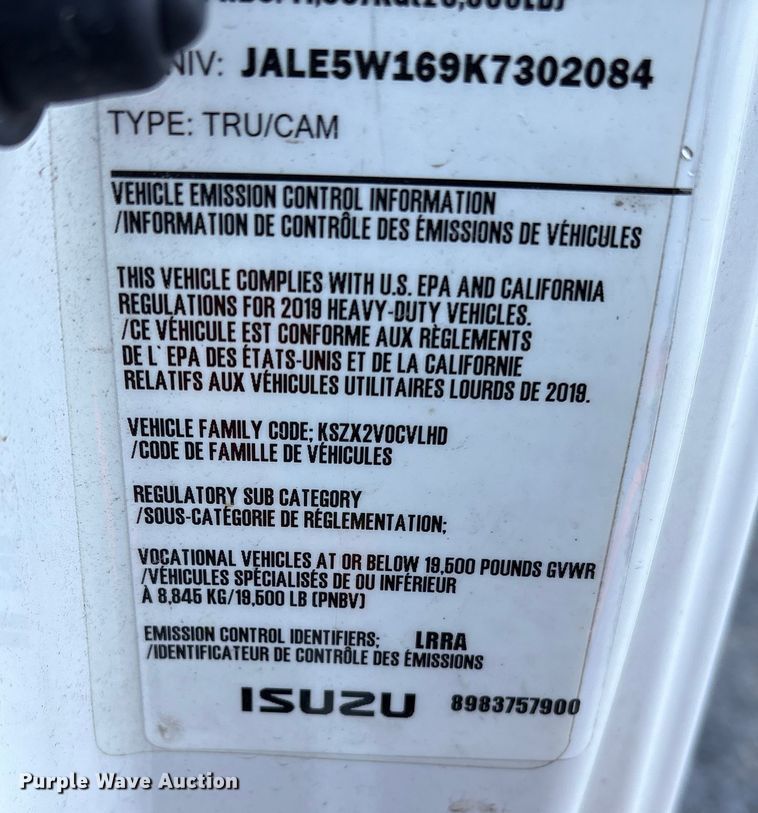 NIV: JALE5W169K7302084
TYPE: TRU/CAM
VEHICLE EMISSION CONTROL INFORMATION
/INFORMATION DE CONTRÔLE DES ÉMISSIONS DE VÉHICULES
THIS VEHICLE COMPLIES WITH U.S. EPA AND CALIFORNIA
REGULATIONS FOR 2019 HEAVY-DUTY VEHICLES.
/CE VÉHICULE EST CONFORME AUX RÈGLEMENTS
DE L' EPA DES ÉTATS-UNIS ET DE LA CALIFORNIE
RELATIFS AUX VÉHICULES UTILITAIRES LOURDS DE 2019.
VEHICLE FAMILY CODE; KSZX2VOCVLHD
/CODE DE FAMILLE DE VÉHICULES
REGULATORY SUB CATEGORY
/SOUS-CATÉGORIE DE RÉGLEMENTATION;
VOCATIONAL VEHICLES AT OR BELOW 19,500 POUNDS GVWR
/VÉHICULES SPÉCIALISÉS DE OU INFÉRIEUR
À 8,845 KG/19,500 LB (PNBV)
EMISSION CONTROL IDENTIFIERS; LRRA
/IDENTIFICATEUR DE CONTRÔLE DES ÉMISSIONS
ISUZU 8983757900
Purple Wave Auction